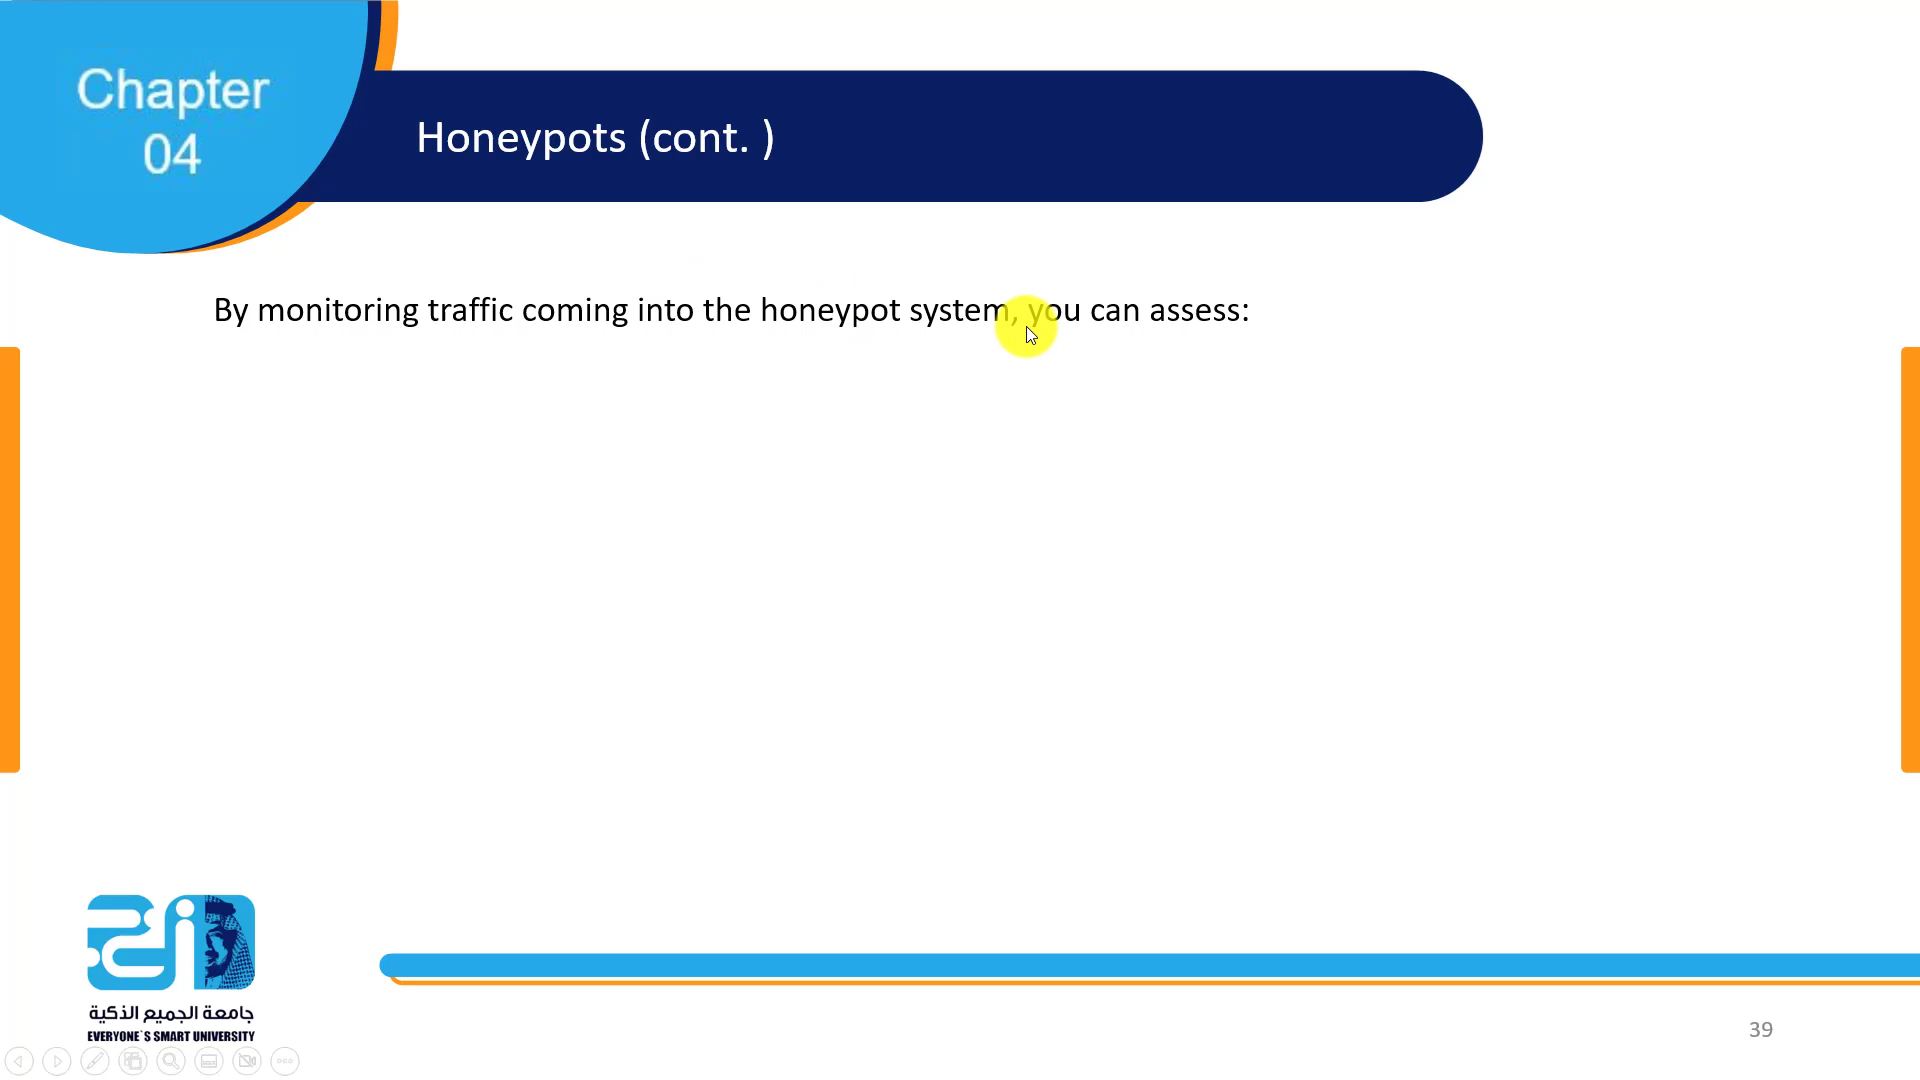 Chapter
04
Honeypots (cont. )
By monitoring traffic coming into the honeypot system, you can assess:
جامعة الجميع الذكية
EVERYONE`S SMART UNIVERSITY
39